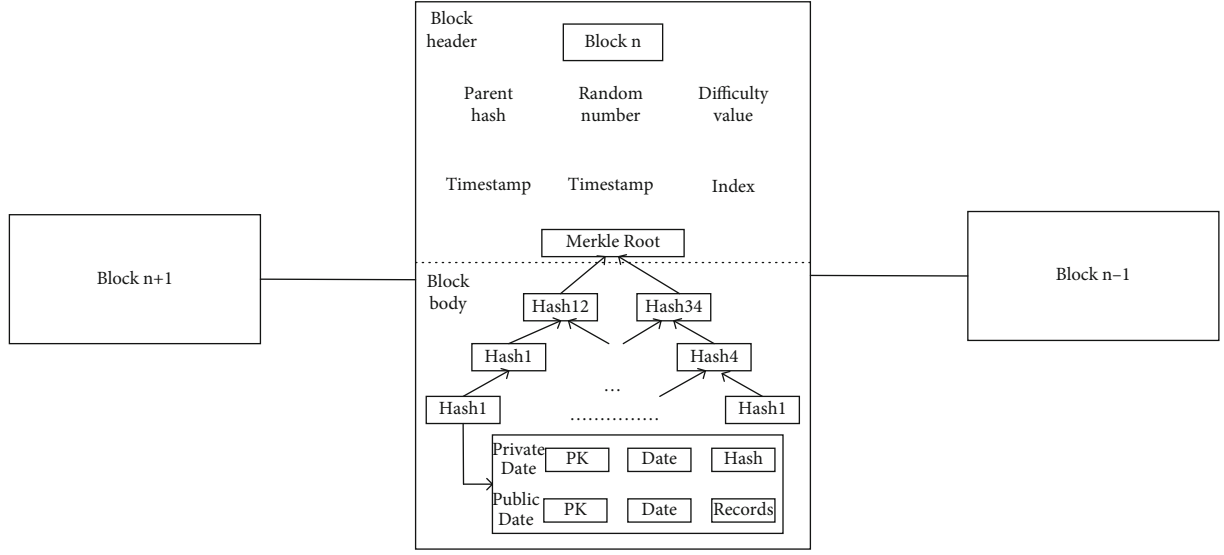 Block
header
Block n
Parent
hash
Random
number
Difficulty
value
Timestamp
Timestamp
Index
Merkle Root
Block n+1
Block n–1
Block
body
Hash12
Hash34
Hash1
Hash4
...
Hash1
...............
Hash1
Private
Date
PK
Date
Hash
Public
Date
PK
Date
Records